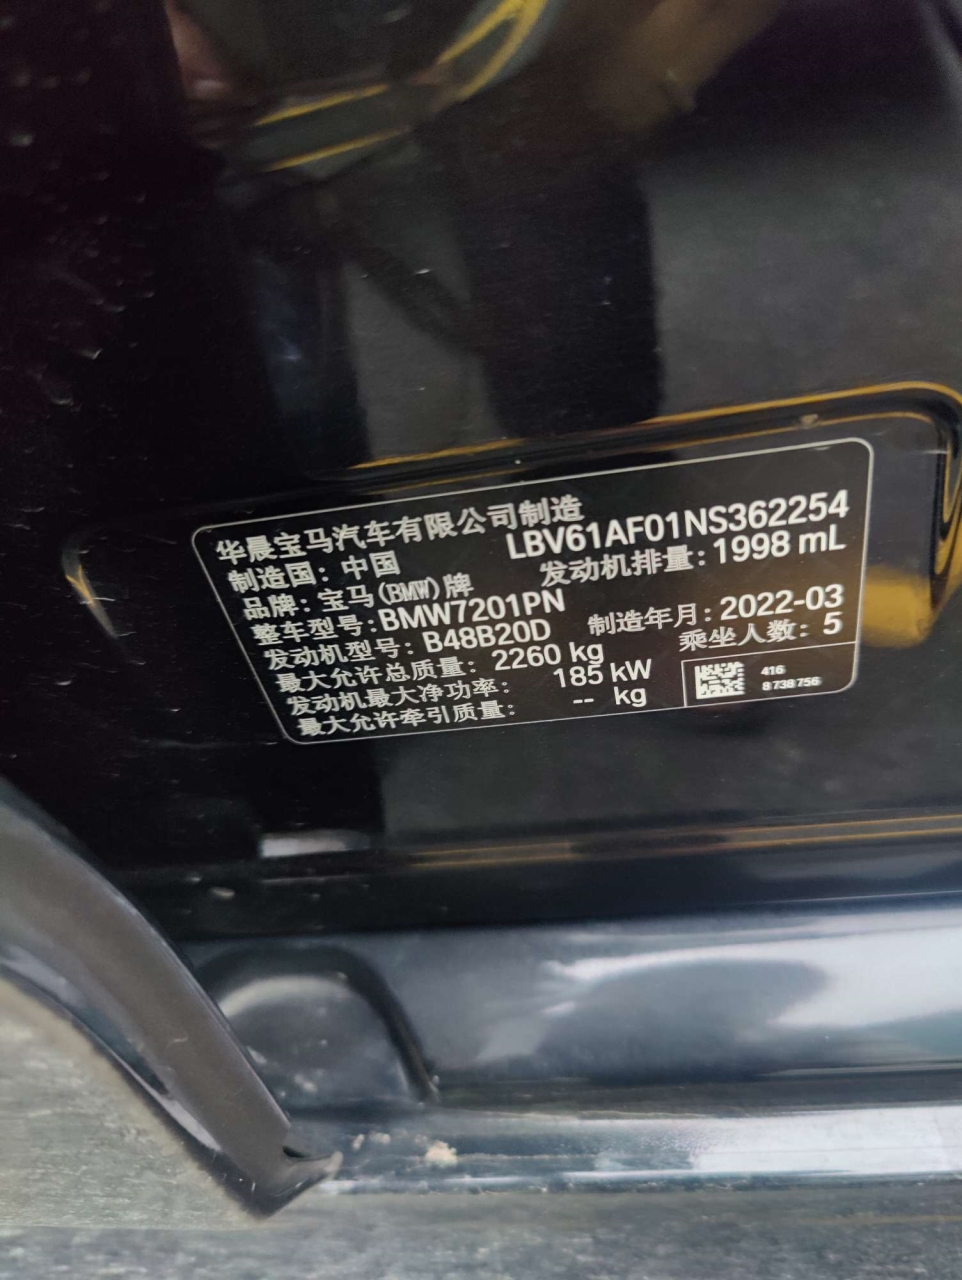 华晨宝马汽车有限公司制造
制造国：中国 LBV61AF01NS362254
品牌：宝马(BMW)牌 发动机排量：1998 mL
整车型号：BMW7201PN
发动机型号：B48B20D 制造年月：2022-03
最大允许总质量：2260 kg 乘坐人数：5
发动机最大净功率：185 kW
最大允许牵引质量：-- kg
416
8 738 756